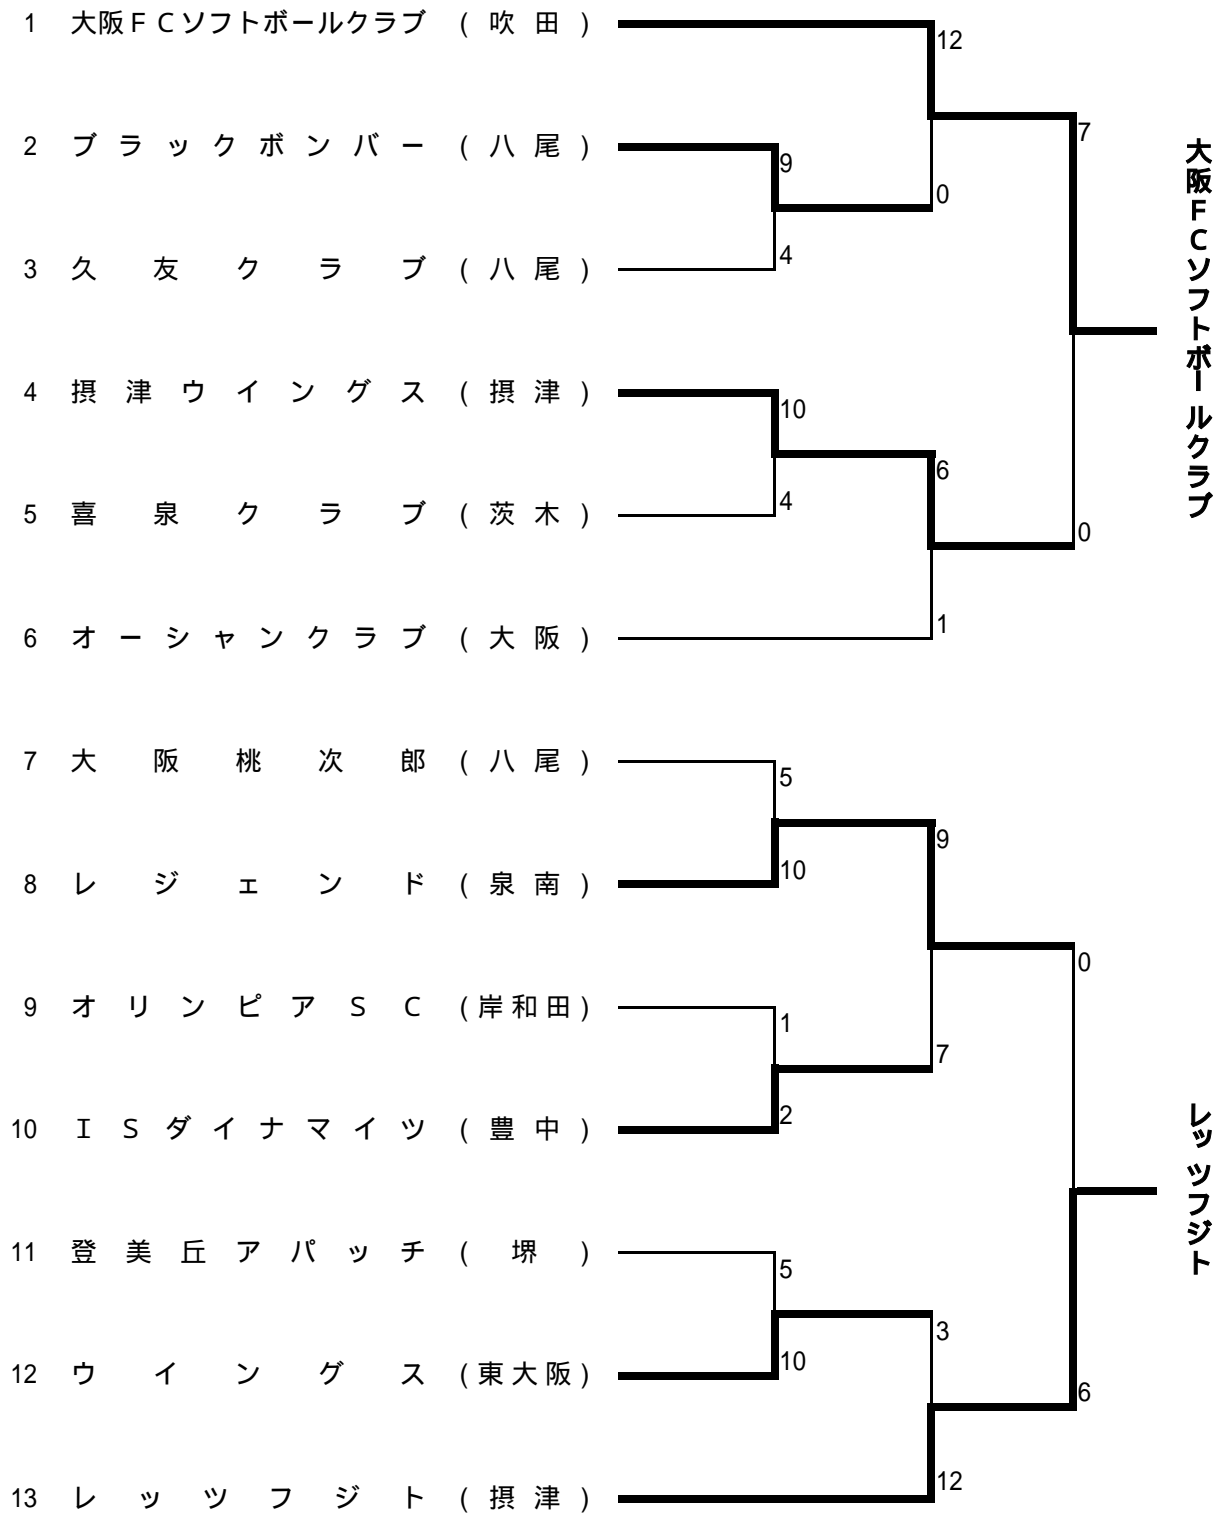 1 大阪ＦＣソフトボールクラブ (吹田)
12
7
2 ブラックボンバー (八尾)
9
0
3 久友クラブ (八尾)
4
大阪ＦＣソフトボールクラブ
4 摂津ウイングス (摂津)
10
6
5 喜泉クラブ (茨木)
4
0
6 オーシャンクラブ (大阪)
1
7 大阪桃次郎 (八尾)
5
9
8 レジェンド (泉南)
10
0
9 オリンピアＳＣ (岸和田)
1
7
10 ＩＳダイナマイツ (豊中)
2
レッツフジト
11 登美丘アパッチ (堺)
5
3
12 ウイングス (東大阪)
10
6
13 レッツフジト (摂津)
12